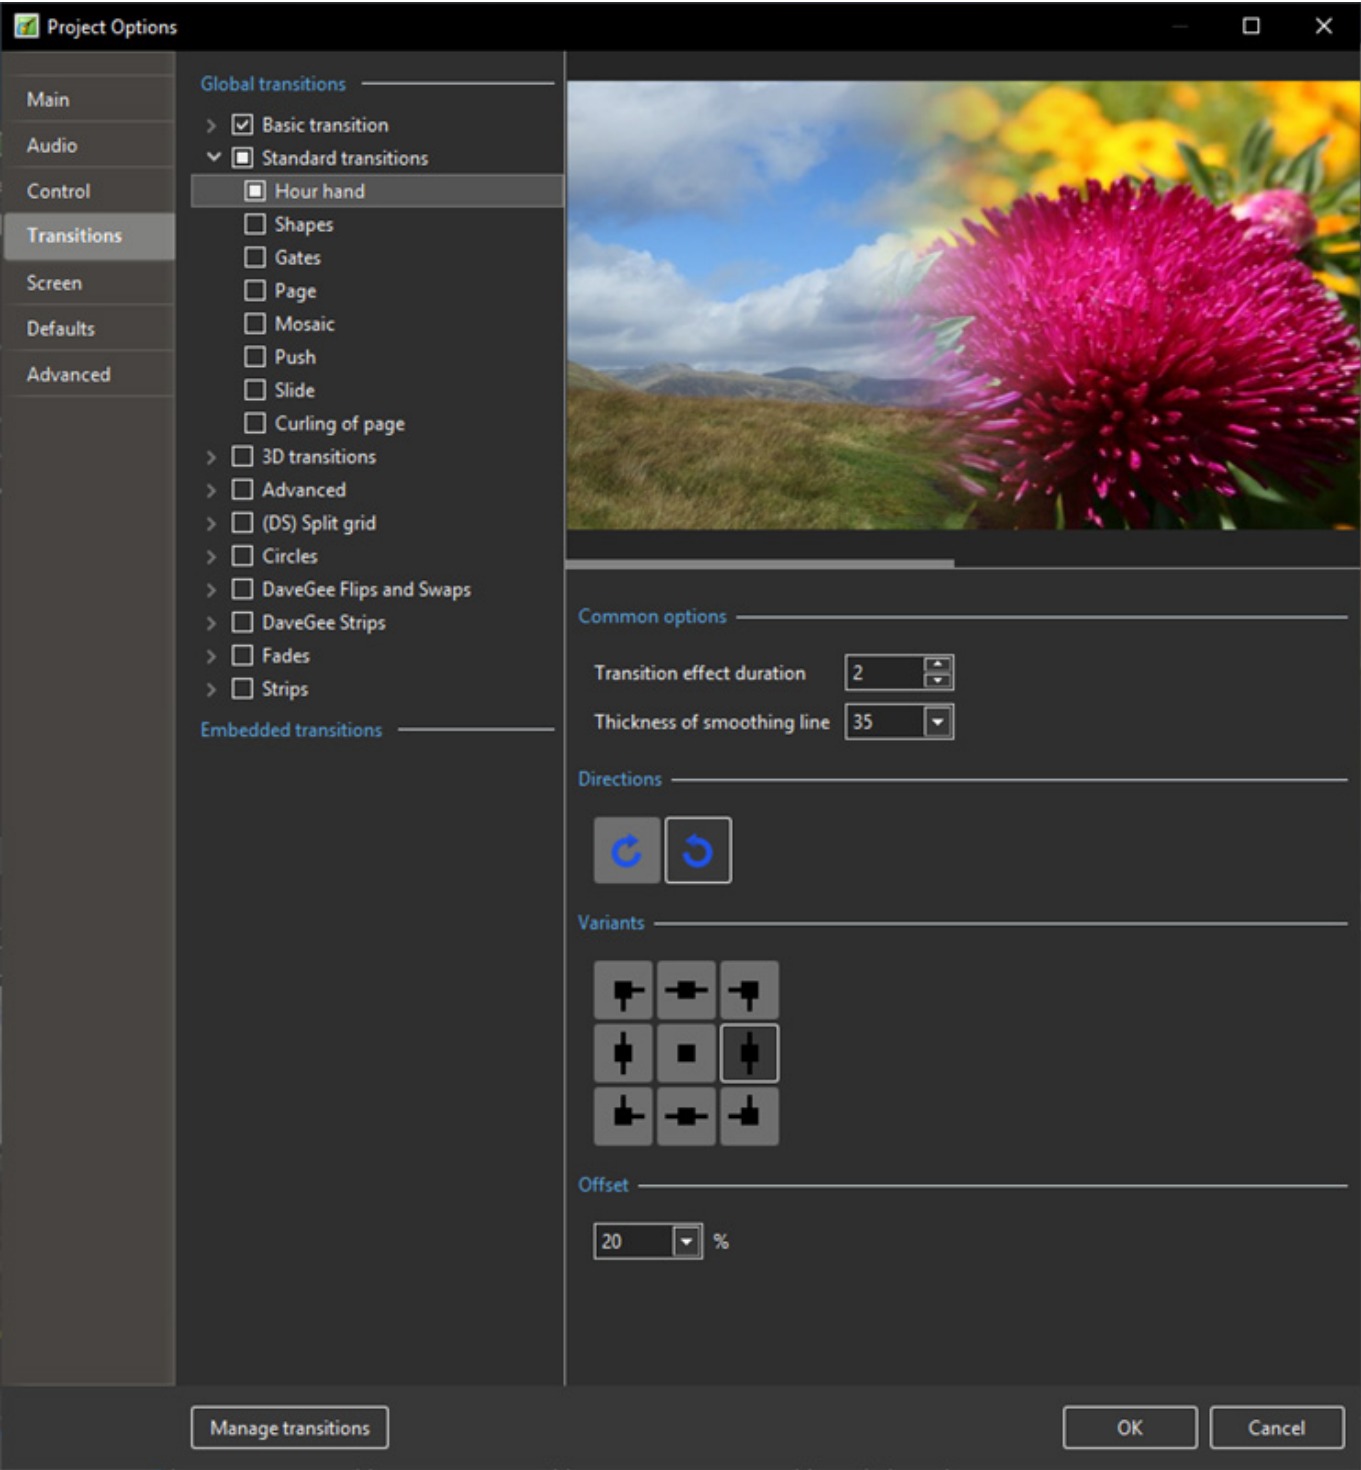 Project Options
Main
Audio
Control
Transitions
Screen
Defaults
Advanced
Global transitions
Basic transition
Standard transitions
Hour hand
Shapes
Gates
Page
Mosaic
Push
Slide
Curling of page
3D transitions
Advanced
(DS) Split grid
Circles
DaveGee Flips and Swaps
DaveGee Strips
Fades
Strips
Embedded transitions
Common options
Transition effect duration 2
Thickness of smoothing line 35
Directions
Variants
Offset
20 %
Manage transitions
OK
Cancel